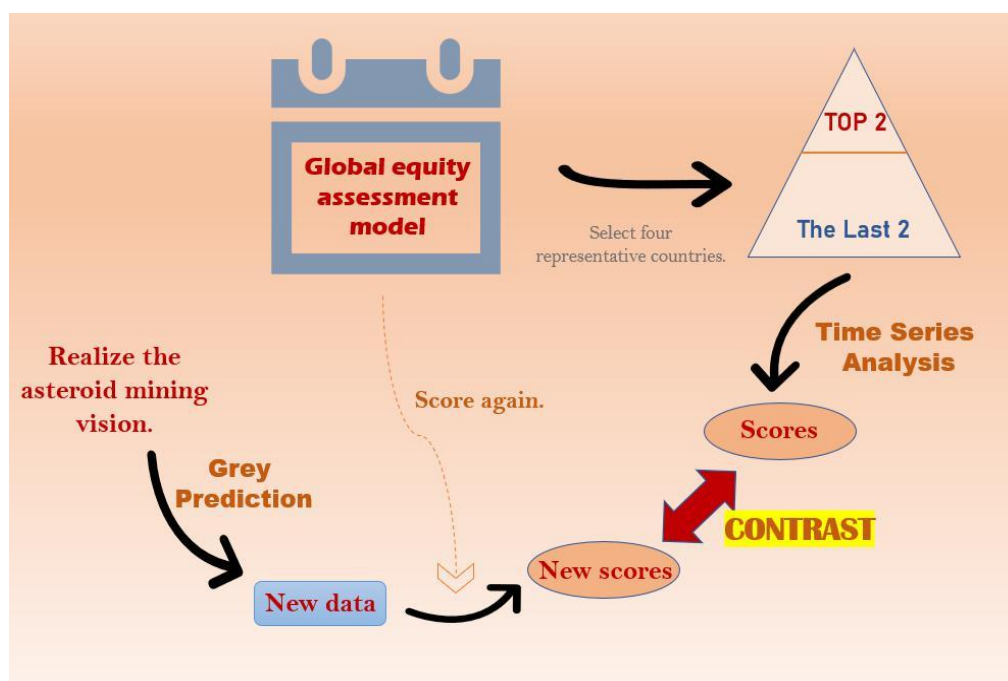 Global equity
assessment
model
TOP 2
The Last 2
Select four
representative countries.
Time Series
Analysis
Realize the
asteroid mining
vision.
Score again.
Scores
Grey
Prediction
CONTRAST
New scores
New data